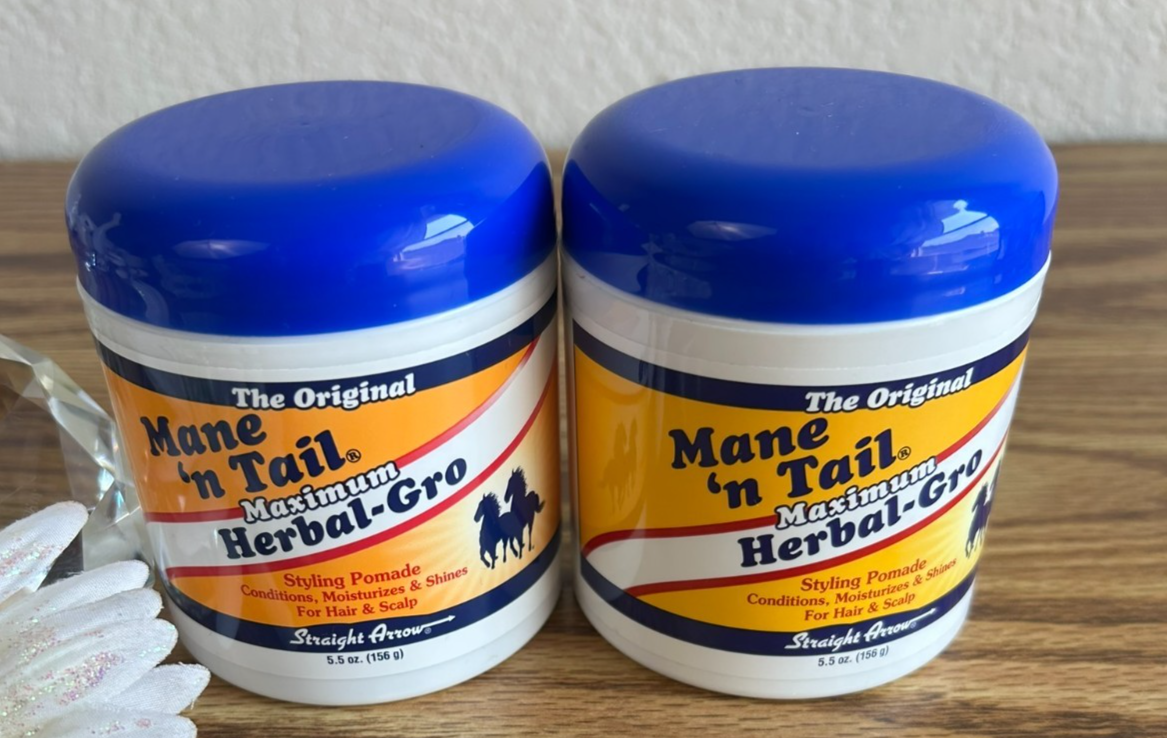 The Original
Mane
'n Tail®
Maximum
Herbal-Gro
Styling Pomade
Conditions, Moisturizes & Shines
For Hair & Scalp
Straight Arrow®
5.5 oz. (156 g)
The Original
Mane
'n Tail®
Maximum
Herbal-Gro
Styling Pomade
Conditions, Moisturizes & Shines
For Hair & Scalp
Straight Arrow®
5.5 oz. (156 g)